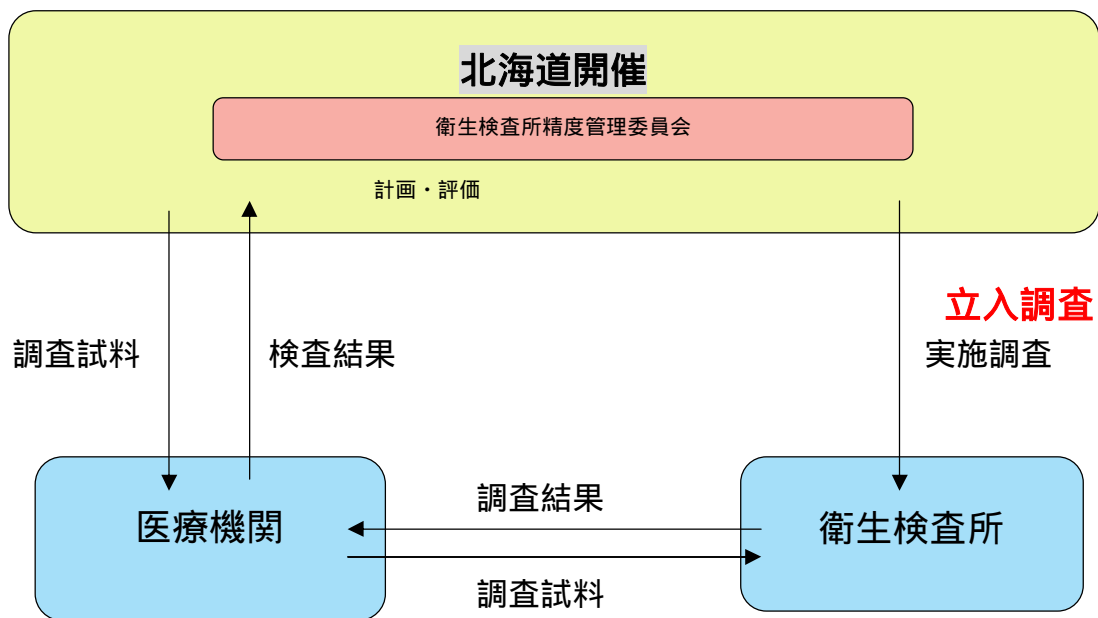 北海道開催
衛生検査所精度管理委員会
計画・評価
立入調査
調査試料
検査結果
実施調査
調査結果
医療機関
衛生検査所
調査試料